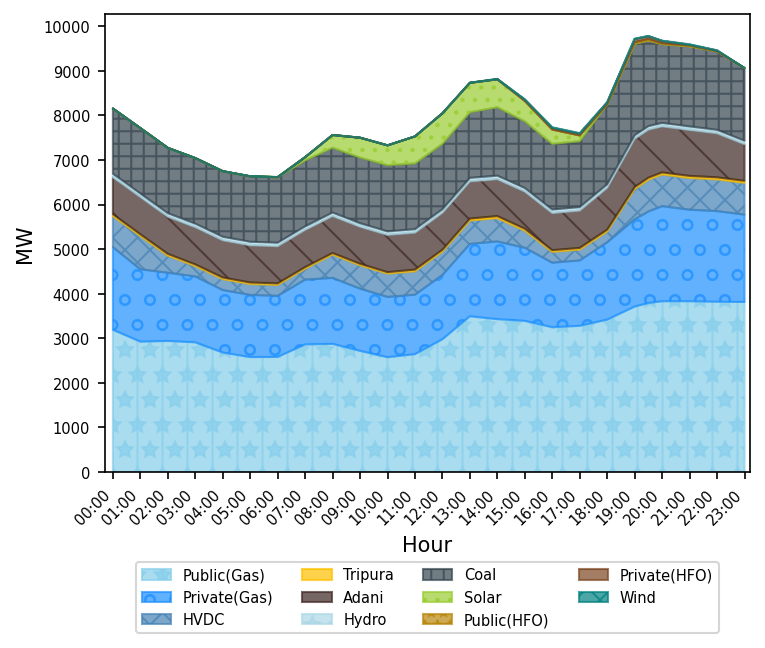 10000
9000
8000
7000
6000
5000
4000
3000
2000
1000
0
MW
00:00 01:00 02:00 03:00 04:00 05:00 06:00 07:00 08:00 09:00 10:00 11:00 12:00 13:00 14:00 15:00 16:00 17:00 18:00 19:00 20:00 21:00 22:00 23:00
Hour
Public(Gas) Tripura Coal Private(HFO)
Private(Gas) Adani Solar Wind
HVDC Hydro Public(HFO)